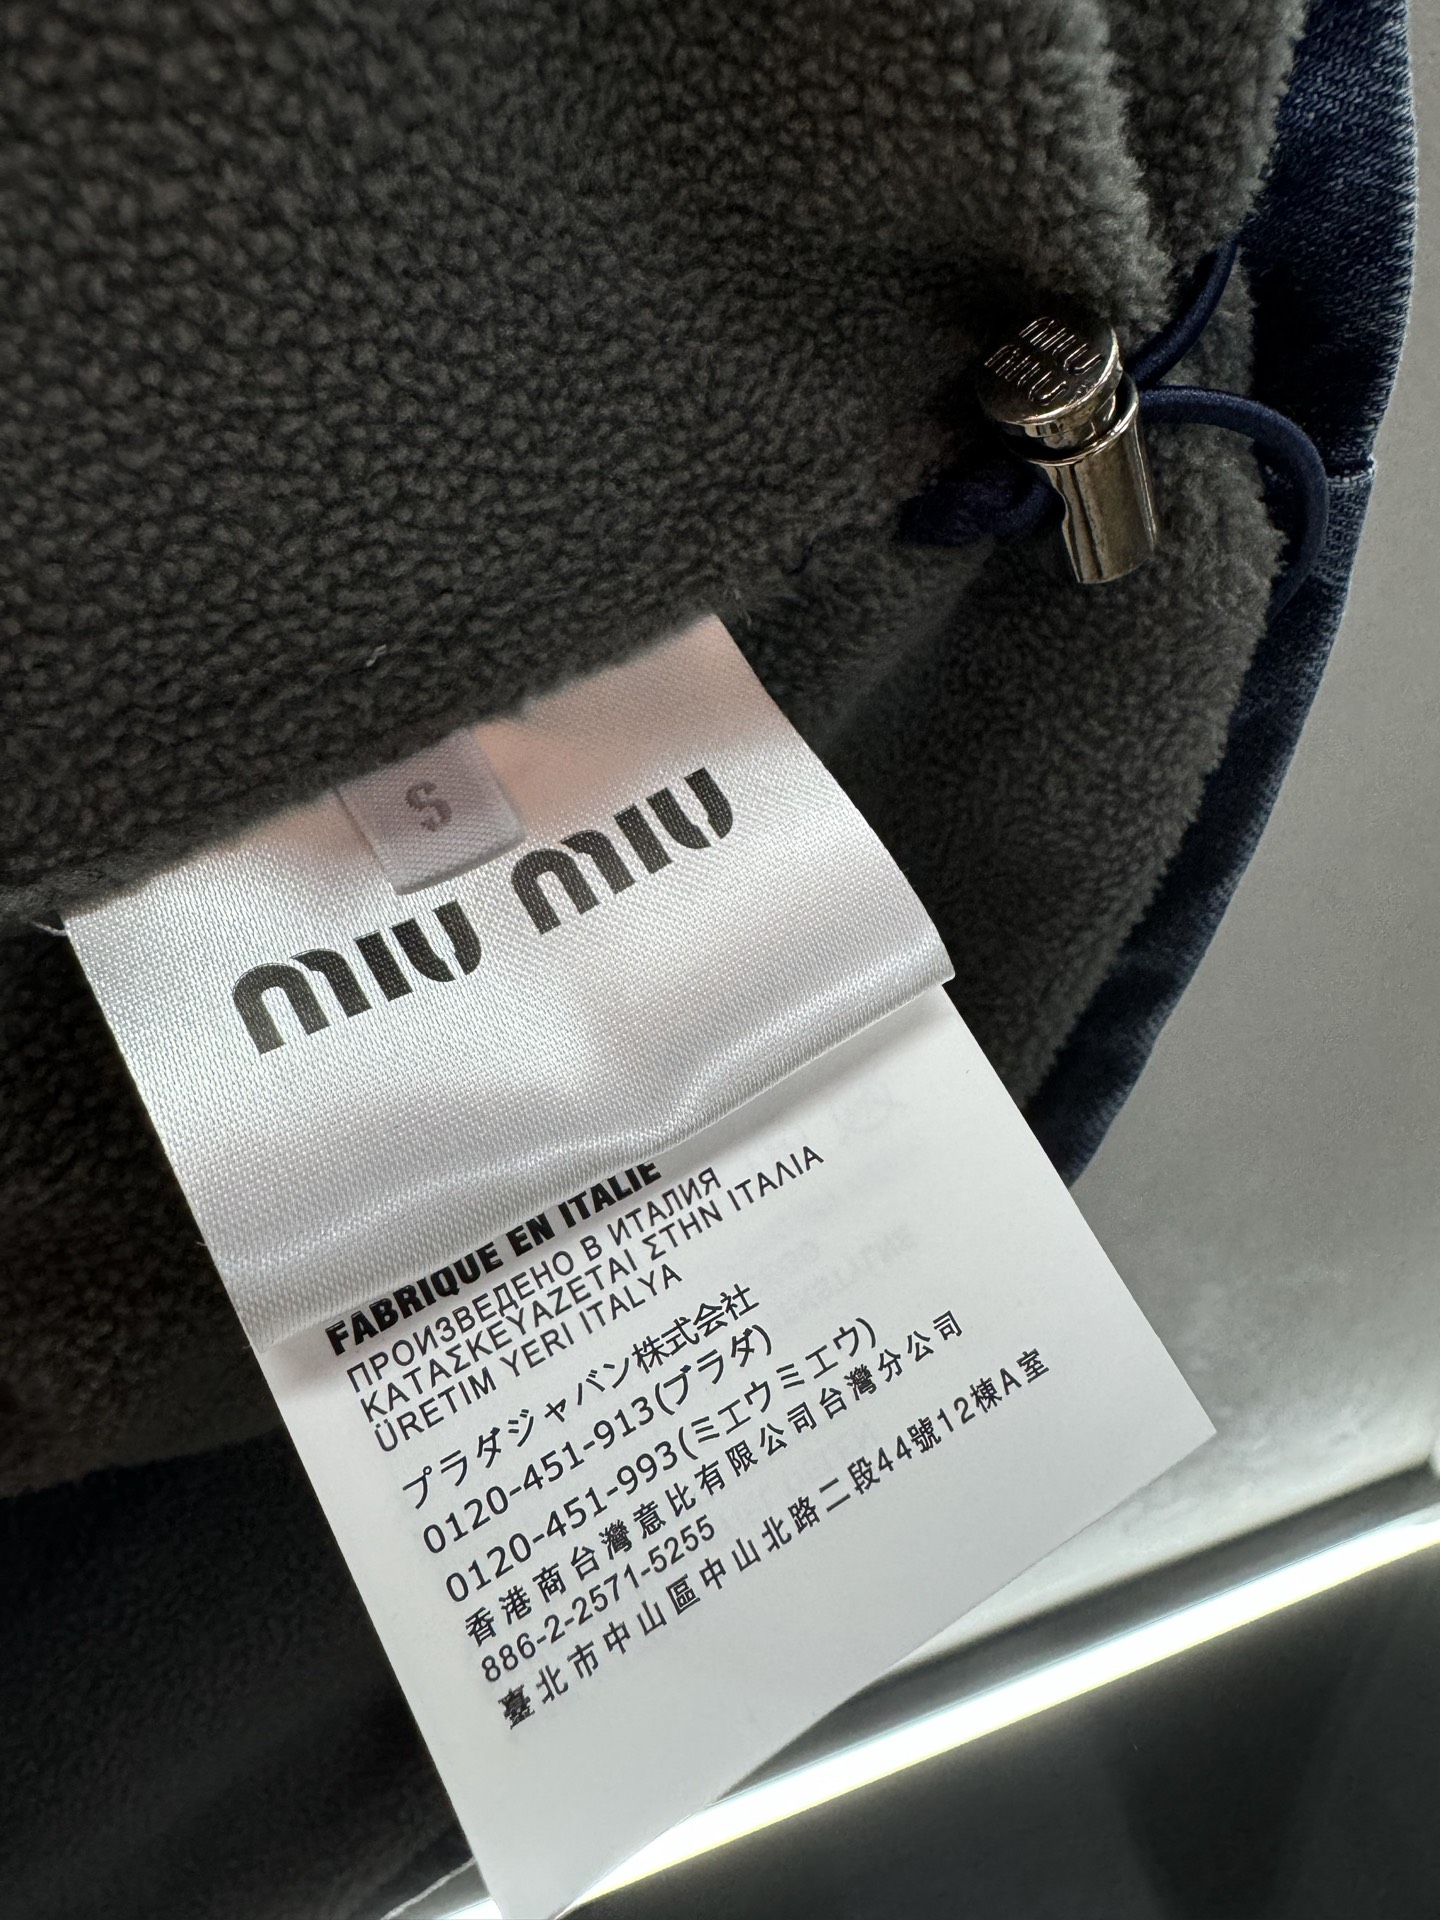 MIU
MIU
S
MIU MIU
FABRIQUÉ EN ITALIE
ПРОИЗВЕДЕНО В ИТАЛИЯ
ΚΑΤΑΣΚΕYΑΖΕΤΑΙ ΣΤΗΝ ΙΤΑΛΙΑ
ÜRETIM YERI ITALYA
プラダジャパン株式会社
0120-451-913(プラダ)
0120-451-993(ミエウミエウ)
香港商台灣意比有限公司台灣分公司
886-2-2571-5255
臺北市中山區中山北路二段44號12棟A室